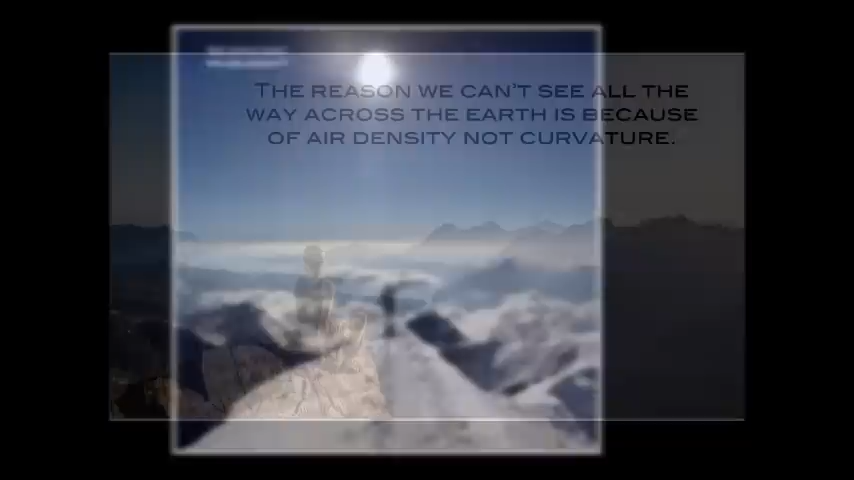 THE REASON WE CAN'T SEE ALL THE
WAY ACROSS THE EARTH IS BECAUSE
OF AIR DENSITY NOT CURVATURE.